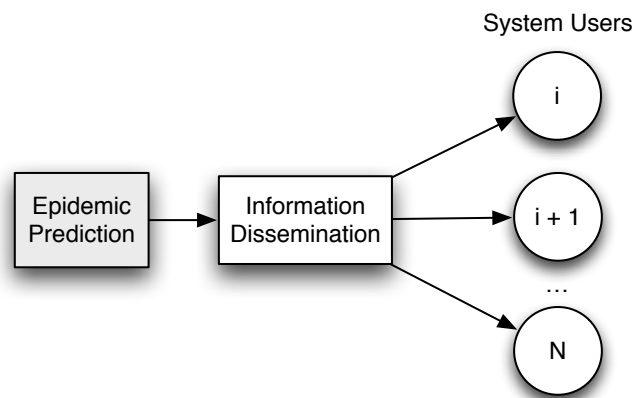 System Users
i
Epidemic
Prediction
Information
Dissemination
i + 1
...
N